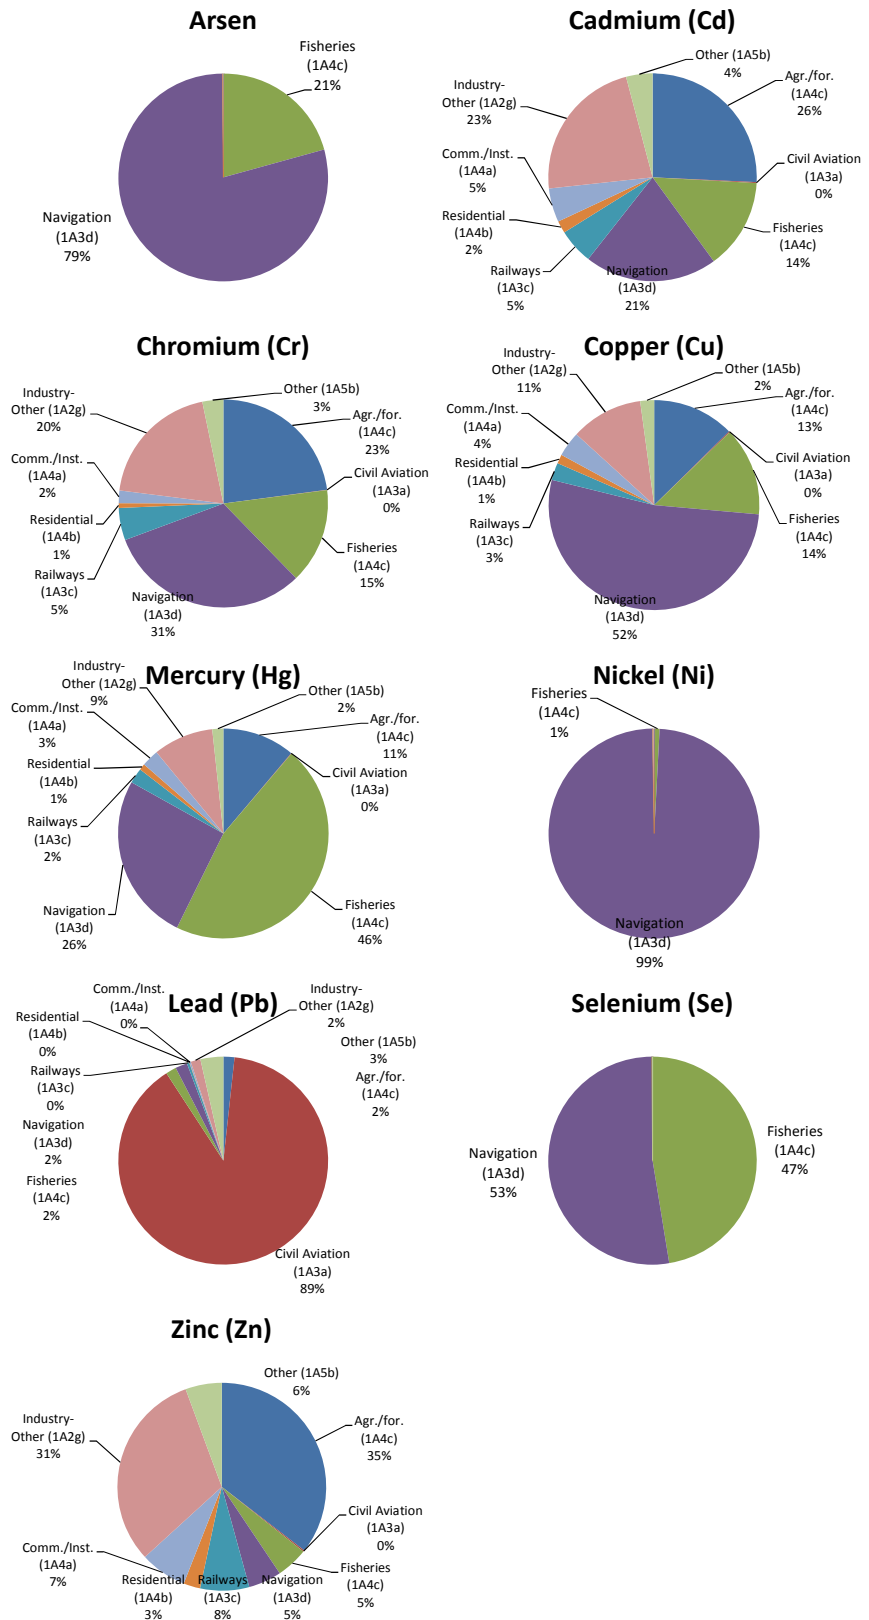 Arsen
Fisheries
(1A4c)
21%
Navigation
(1A3d)
79%
Cadmium (Cd)
Other (1A5b)
4%
Agr./for.
(1A4c)
26%
Civil Aviation
(1A3a)
0%
Fisheries
(1A4c)
14%
Navigation
(1A3d)
21%
Railways
(1A3c)
5%
Residential
(1A4b)
2%
Comm./Inst.
(1A4a)
5%
Industry-
Other (1A2g)
23%
Chromium (Cr)
Other (1A5b)
3%
Agr./for.
(1A4c)
23%
Civil Aviation
(1A3a)
0%
Fisheries
(1A4c)
15%
Navigation
(1A3d)
31%
Railways
(1A3c)
5%
Residential
(1A4b)
1%
Comm./Inst.
(1A4a)
2%
Industry-
Other (1A2g)
20%
Copper (Cu)
Other (1A5b)
2%
Agr./for.
(1A4c)
13%
Civil Aviation
(1A3a)
0%
Fisheries
(1A4c)
14%
Navigation
(1A3d)
52%
Railways
(1A3c)
3%
Residential
(1A4b)
1%
Comm./Inst.
(1A4a)
4%
Industry-
Other (1A2g)
11%
Mercury (Hg)
Other (1A5b)
2%
Agr./for.
(1A4c)
11%
Civil Aviation
(1A3a)
0%
Fisheries
(1A4c)
46%
Navigation
(1A3d)
26%
Railways
(1A3c)
2%
Residential
(1A4b)
1%
Comm./Inst.
(1A4a)
3%
Industry-
Other (1A2g)
9%
Nickel (Ni)
Fisheries
(1A4c)
1%
Navigation
(1A3d)
99%
Lead (Pb)
Industry-
Other (1A2g)
2%
Other (1A5b)
3%
Agr./for.
(1A4c)
2%
Civil Aviation
(1A3a)
89%
Fisheries
(1A4c)
2%
Navigation
(1A3d)
2%
Railways
(1A3c)
0%
Residential
(1A4b)
0%
Comm./Inst.
(1A4a)
0%
Selenium (Se)
Fisheries
(1A4c)
47%
Navigation
(1A3d)
53%
Zinc (Zn)
Other (1A5b)
6%
Agr./for.
(1A4c)
35%
Civil Aviation
(1A3a)
0%
Fisheries
(1A4c)
5%
Navigation
(1A3d)
5%
Railways
(1A3c)
8%
Residential
(1A4b)
3%
Comm./Inst.
(1A4a)
7%
Industry-
Other (1A2g)
31%